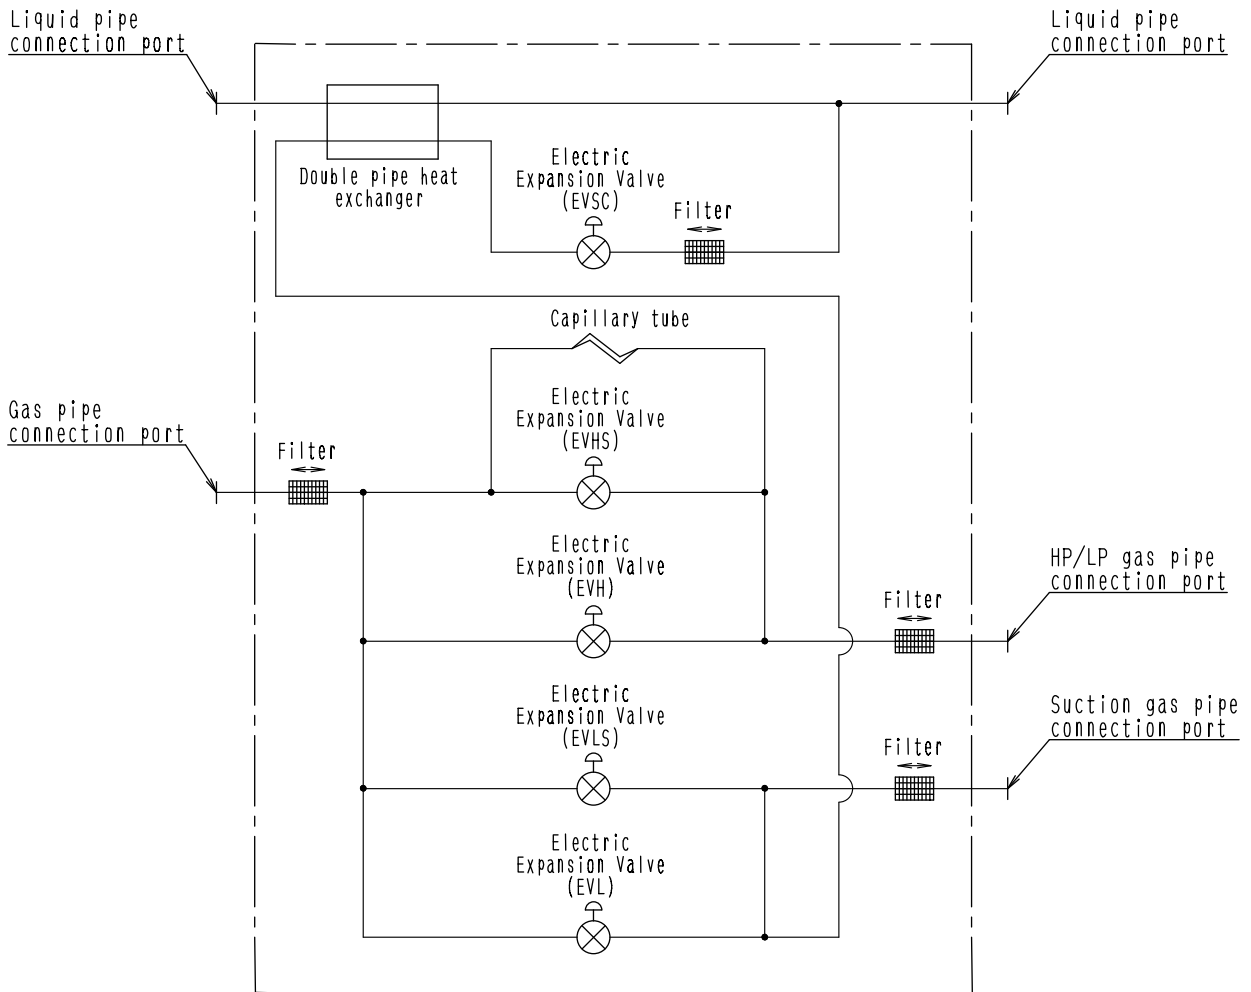 Liquid pipe
connection port
Liquid pipe
connection port
Double pipe heat
exchanger
Electric
Expansion Valve
(EVSC)
Filter
Capillary tube
Electric
Expansion Valve
(EVHS)
Gas pipe
connection port
Filter
Electric
Expansion Valve
(EVH)
HP/LP gas pipe
connection port
Filter
Electric
Expansion Valve
(EVLS)
Suction gas pipe
connection port
Filter
Electric
Expansion Valve
(EVL)